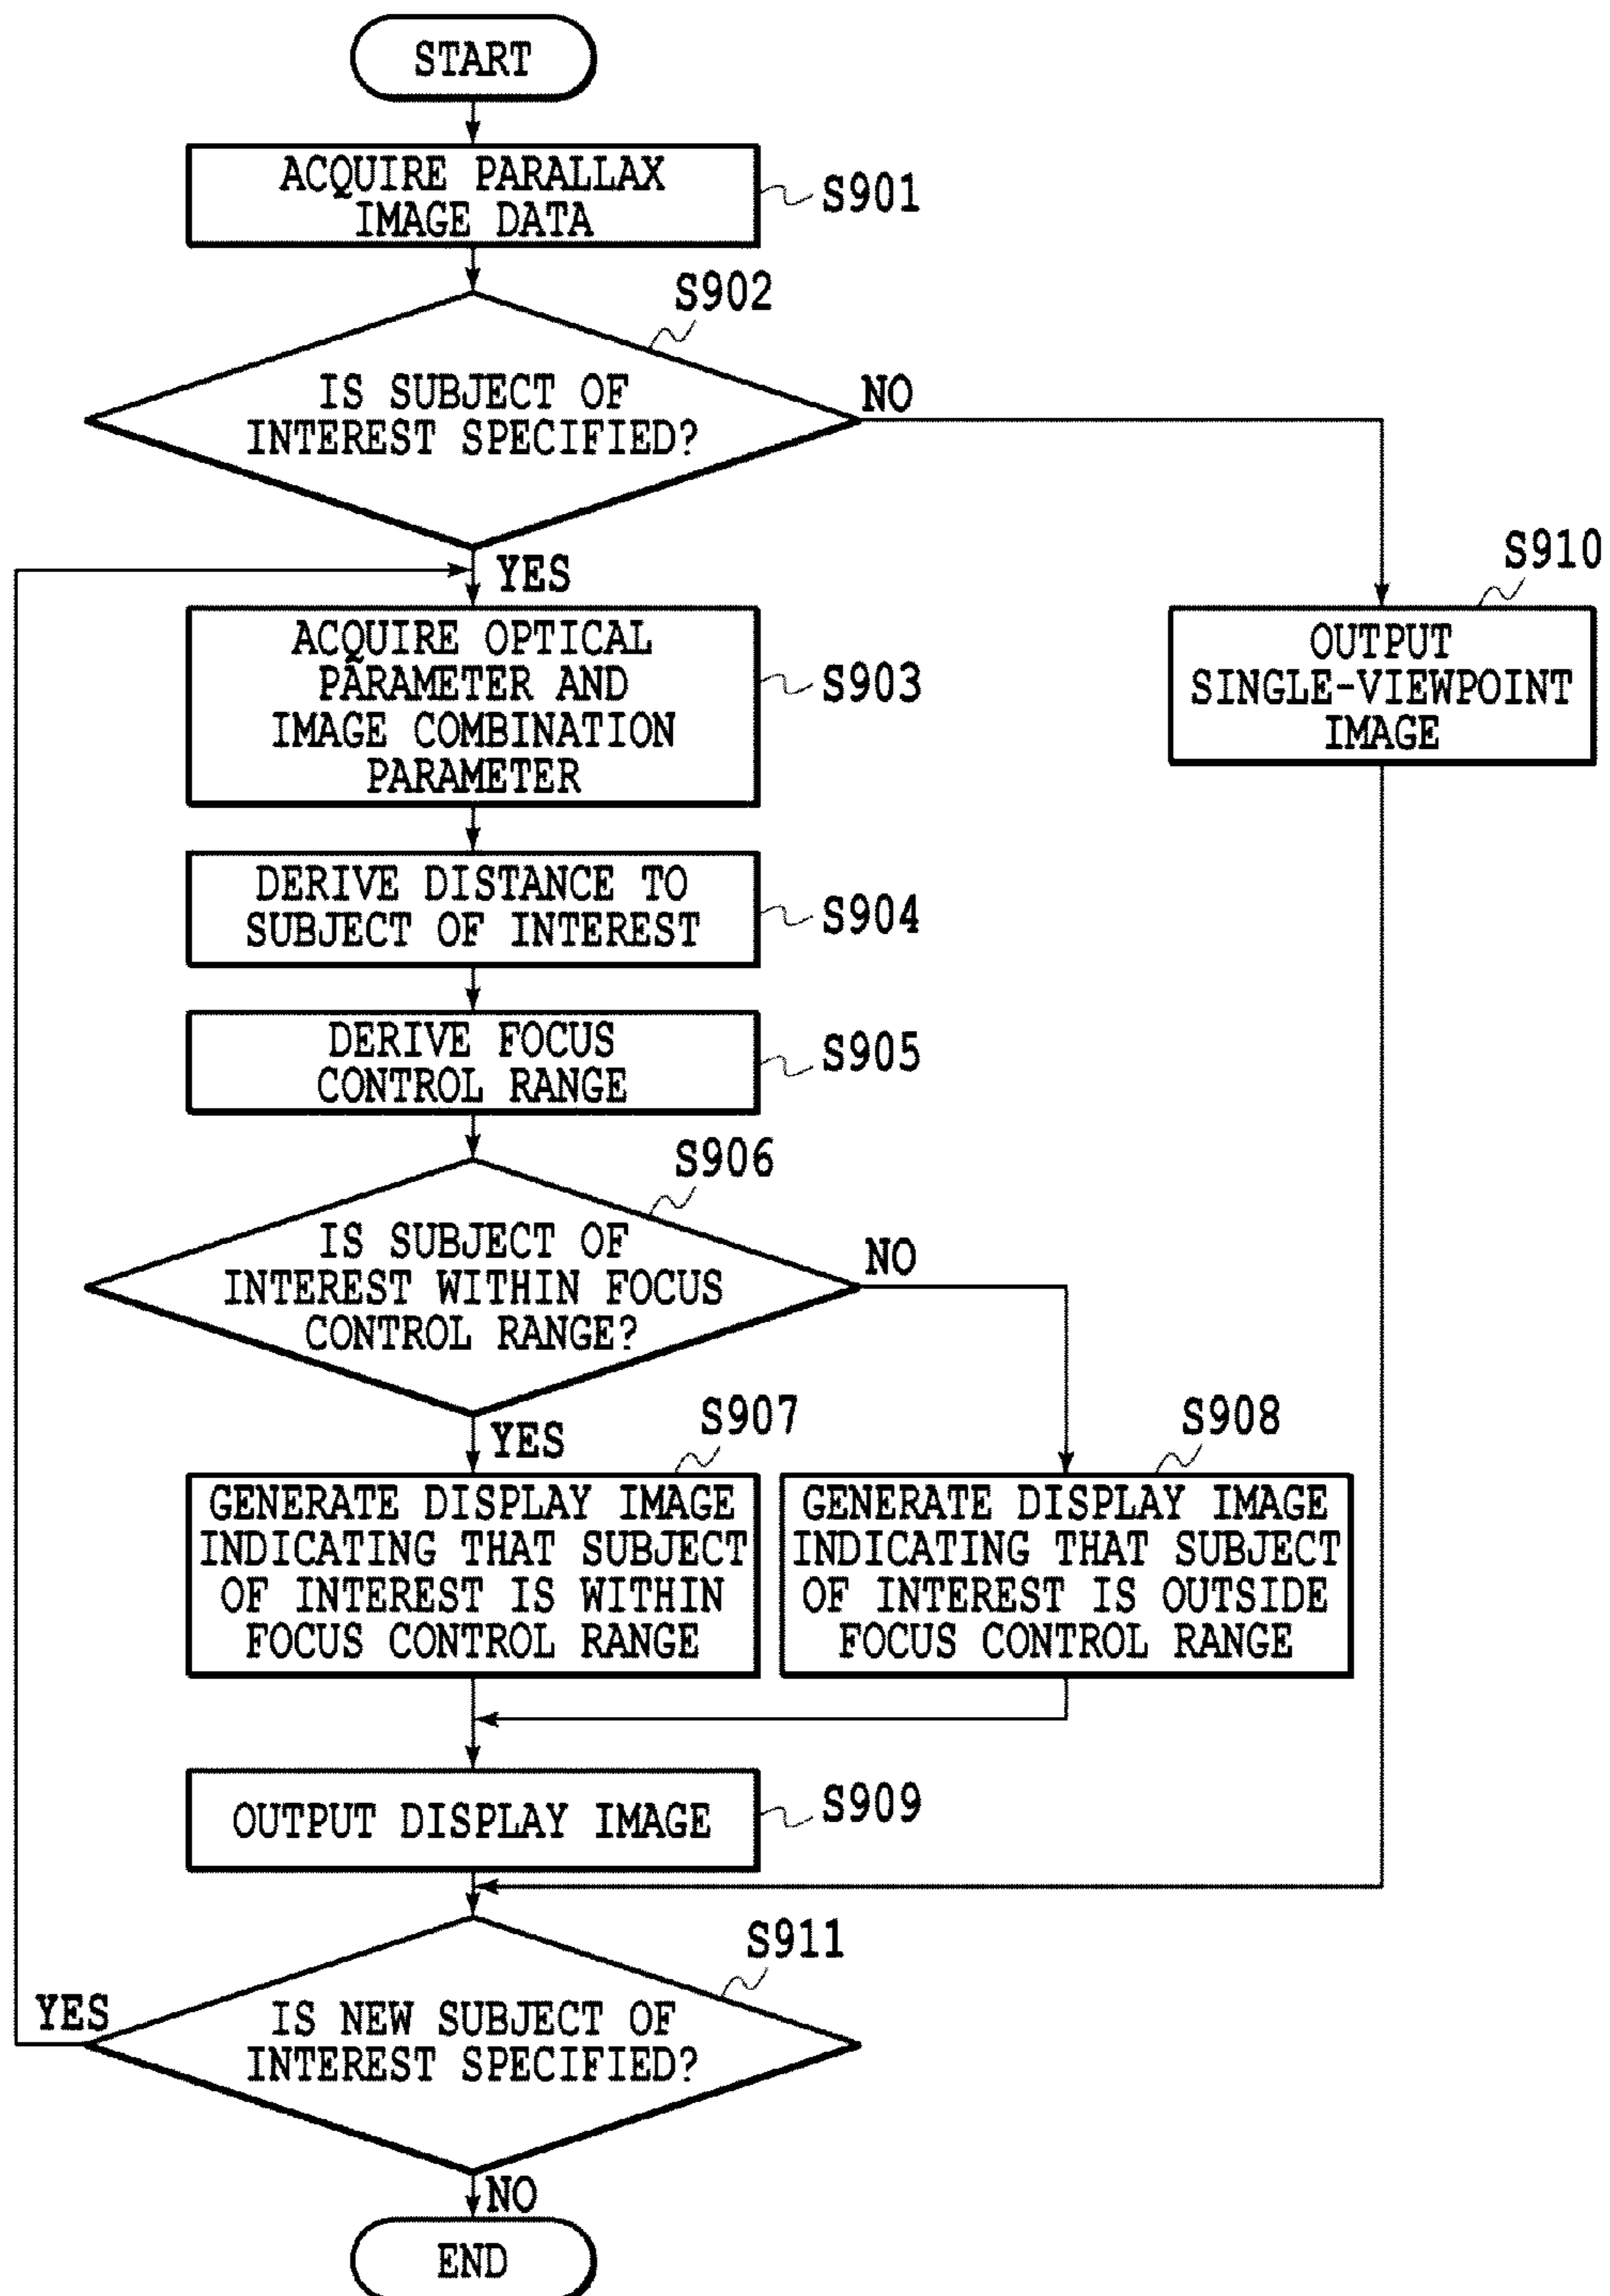 START
ACQUIRE PARALLAX
IMAGE DATA
S901
S902
IS SUBJECT OF
INTEREST SPECIFIED?
NO
YES
S910
ACQUIRE OPTICAL
PARAMETER AND
IMAGE COMBINATION
PARAMETER
S903
OUTPUT
SINGLE-VIEWPOINT
IMAGE
DERIVE DISTANCE TO
SUBJECT OF INTEREST
S904
DERIVE FOCUS
CONTROL RANGE
S905
S906
IS SUBJECT OF
INTEREST WITHIN FOCUS
CONTROL RANGE?
NO
YES
S907
S908
GENERATE DISPLAY IMAGE
INDICATING THAT SUBJECT
OF INTEREST IS WITHIN
FOCUS CONTROL RANGE
GENERATE DISPLAY IMAGE
INDICATING THAT SUBJECT
OF INTEREST IS OUTSIDE
FOCUS CONTROL RANGE
OUTPUT DISPLAY IMAGE
S909
S911
YES
IS NEW SUBJECT OF
INTEREST SPECIFIED?
NO
END